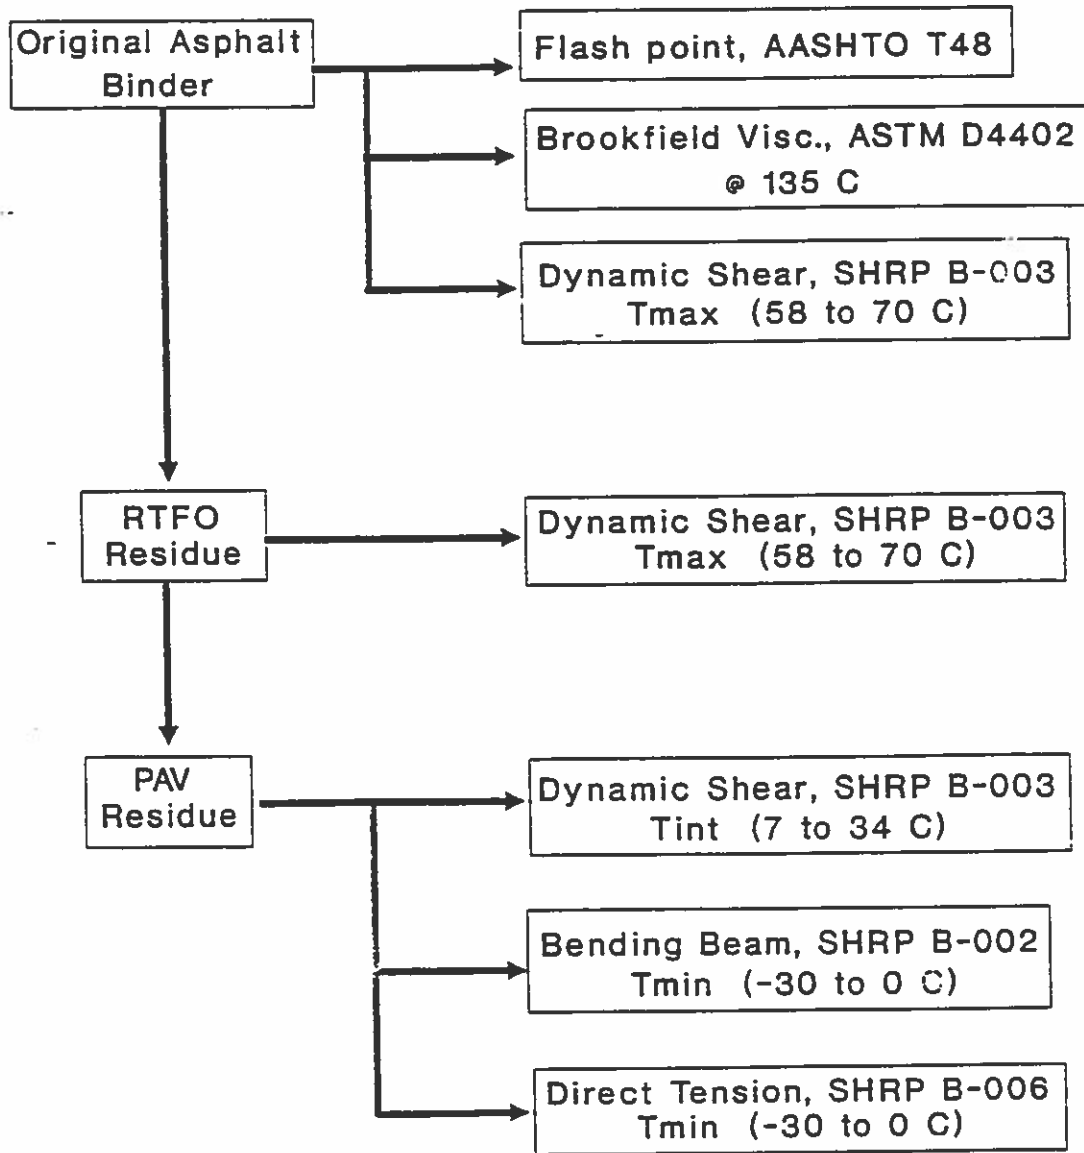 Original Asphalt
Binder
Flash point, AASHTO T48
Brookfield Visc., ASTM D4402
@ 135 C
Dynamic Shear, SHRP B-003
Tmax (58 to 70 C)
RTFO
Residue
Dynamic Shear, SHRP B-003
Tmax (58 to 70 C)
PAV
Residue
Dynamic Shear, SHRP B-003
Tint (7 to 34 C)
Bending Beam, SHRP B-002
Tmin (-30 to 0 C)
Direct Tension, SHRP B-006
Tmin (-30 to 0 C)